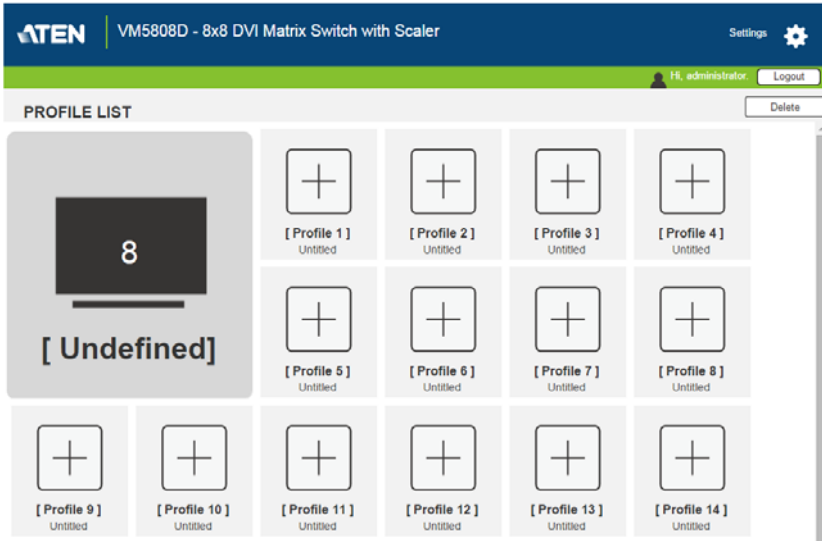 ATEN
VM5808D - 8x8 DVI Matrix Switch with Scaler
Settings
Hi, administrator.
Logout
PROFILE LIST
Delete
8
[ Undefined]
[ Profile 1 ]
Untitled
[ Profile 2 ]
Untitled
[ Profile 3 ]
Untitled
[ Profile 4 ]
Untitled
[ Profile 5 ]
Untitled
[ Profile 6 ]
Untitled
[ Profile 7 ]
Untitled
[ Profile 8 ]
Untitled
[ Profile 9 ]
Untitled
[ Profile 10 ]
Untitled
[ Profile 11 ]
Untitled
[ Profile 12 ]
Untitled
[ Profile 13 ]
Untitled
[ Profile 14 ]
Untitled